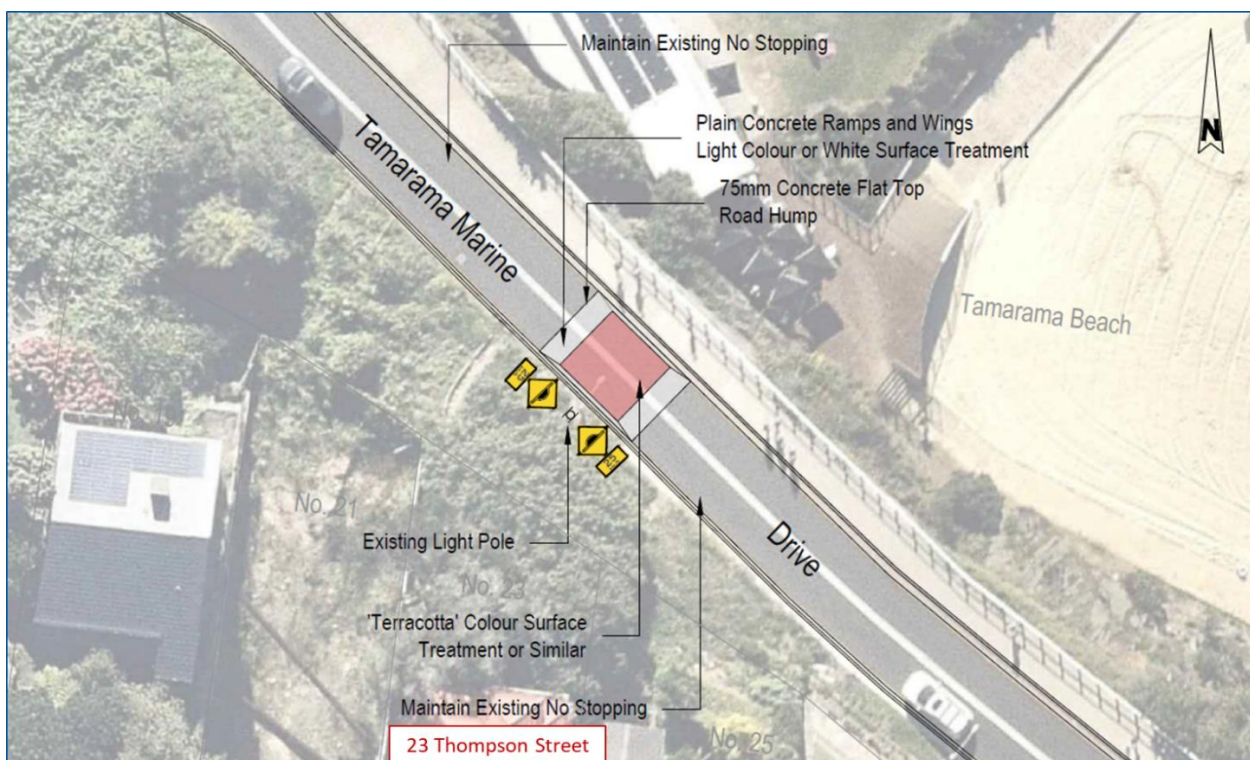 Maintain Existing No Stopping
Plain Concrete Ramps and Wings
Light Colour or White Surface Treatment
75mm Concrete Flat Top
Road Hump
N
Tamarama Marine
Tamarama Beach
25
25
No. 21
Existing Light Pole
Drive
No. 23
'Terracotta' Colour Surface
Treatment or Similar
Maintain Existing No Stopping
23 Thompson Street
No. 25